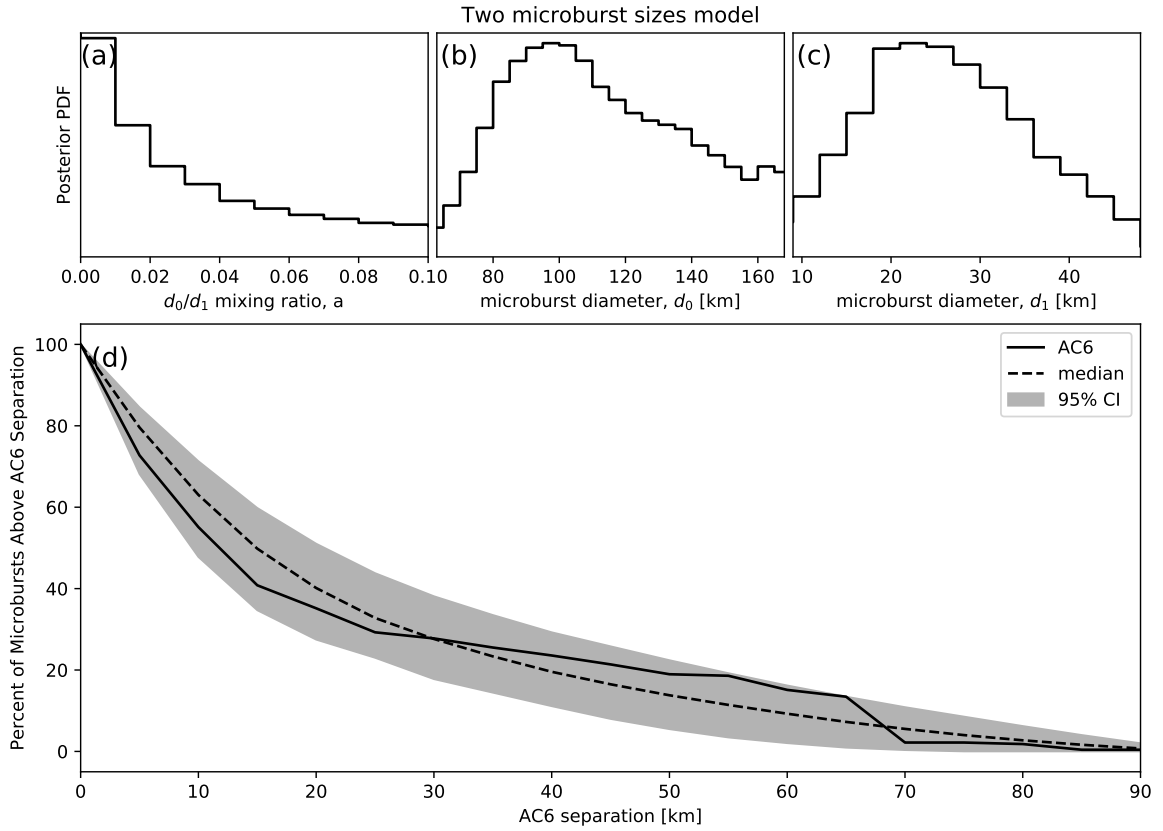 Two microburst sizes model
(a)
(b)
(c)
Posterior PDF
0.00 0.02 0.04 0.06 0.08 0.10
80 100 120 140 160
10 20 30 40
d₀/d₁ mixing ratio, a
microburst diameter, d₀ [km]
microburst diameter, d₁ [km]
(d)
AC6
median
95% CI
Percent of Microbursts Above AC6 Separation
100
80
60
40
20
0
0 10 20 30 40 50 60 70 80 90
AC6 separation [km]